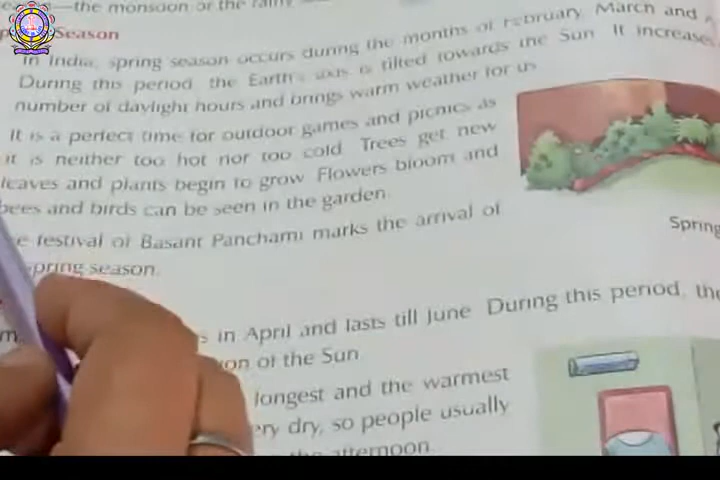 —the monsoon or the rainy
Season
In India, spring season occurs during the months of February, March and
During this period, the Earth's axis is tilted towards the Sun. It increases
number of daylight hours and brings warm weather for us.
It is a perfect time for outdoor games and picnics as
it is neither too hot nor too cold. Trees get new
leaves and plants begin to grow. Flowers bloom and
bees and birds can be seen in the garden.
festival of Basant Panchami marks the arrival of
spring season.
Spring
in April and lasts till June. During this period, the
of the Sun.
longest and the warmest
dry, so people usually
afternoon.